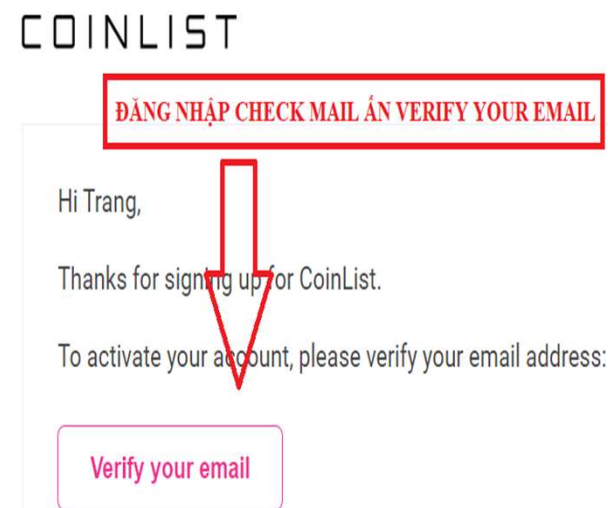 COINLIST
ĐĂNG NHẬP CHECK MAIL ẤN VERIFY YOUR EMAIL
Hi Trang,
Thanks for signing up for CoinList.
To activate your account, please verify your email address:
Verify your email